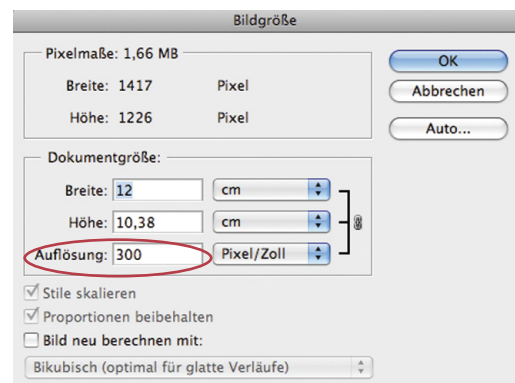 Bildgröße
Pixelmaße: 1,66 MB
Breite: 1417 Pixel
Höhe: 1226 Pixel
OK
Abbrechen
Auto...
Dokumentgröße:
Breite: 12 cm
Höhe: 10,38 cm
Auflösung: 300 Pixel/Zoll
Stile skalieren
Proportionen beibehalten
Bild neu berechnen mit:
Bikubisch (optimal für glatte Verläufe)